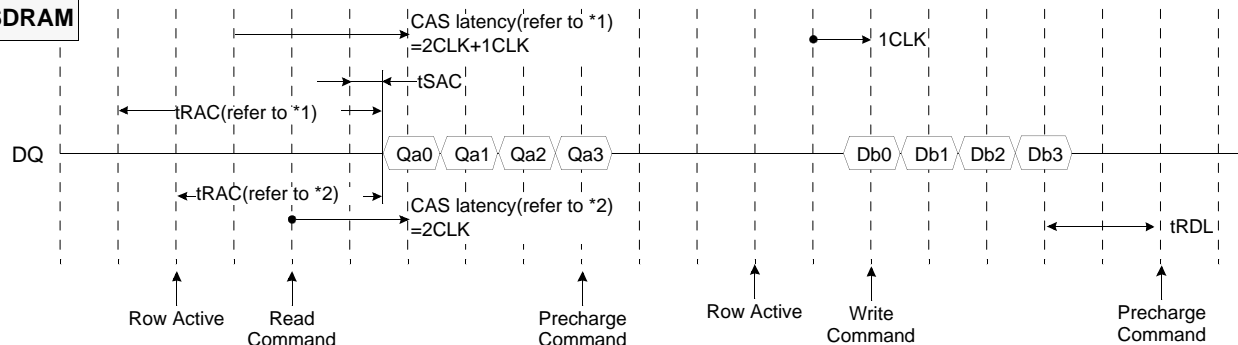 SDRAM
CAS latency(refer to *1)
=2CLK+1CLK
1CLK
tSAC
tRAC(refer to *1)
DQ
Qa0 Qa1 Qa2 Qa3
Db0 Db1 Db2 Db3
tRAC(refer to *2)
CAS latency(refer to *2)
=2CLK
tRDL
Row Active
Read
Command
Precharge
Command
Row Active
Write
Command
Precharge
Command